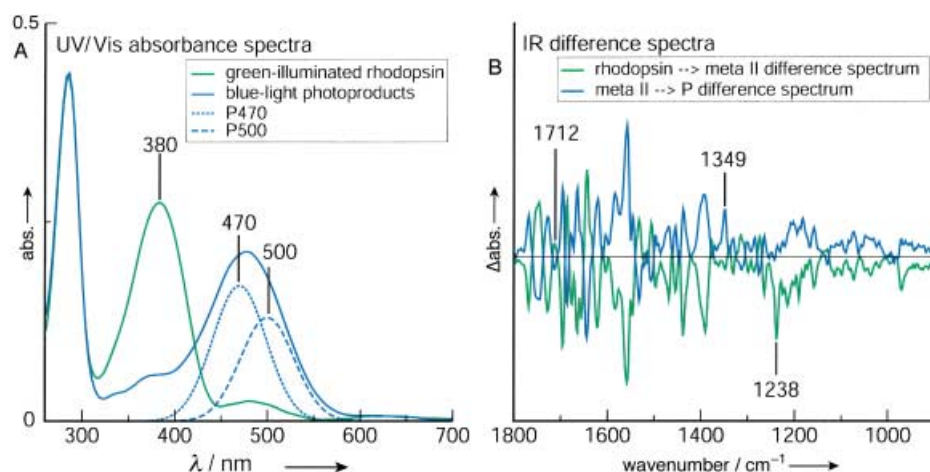 0.5
A UV/Vis absorbance spectra
green-illuminated rhodopsin
blue-light photoproducts
P470
P500
380
470
500
abs.
0
300
400
500
600
700
λ / nm
B IR difference spectra
rhodopsin --> meta II difference spectrum
meta II --> P difference spectrum
1712
1349
1238
Δabs.
1800
1600
1400
1200
1000
wavenumber / cm⁻¹